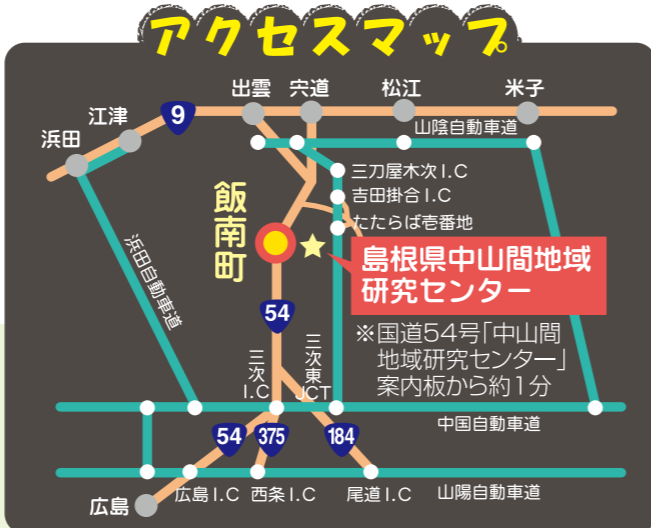 アクセスマップ
出雲
宍道
松江
米子
9
江津
浜田
山陰自動車道
三刀屋木次I.C
吉田掛合I.C
たたらば壱番地
飯南町
浜田自動車道
島根県中山間地域
研究センター
54
※国道54号「中山間
地域研究センター」
案内板から約1分
三次
I.C
三次東
JCT
中国自動車道
54
375
184
広島
広島I.C
西条I.C
尾道I.C
山陽自動車道